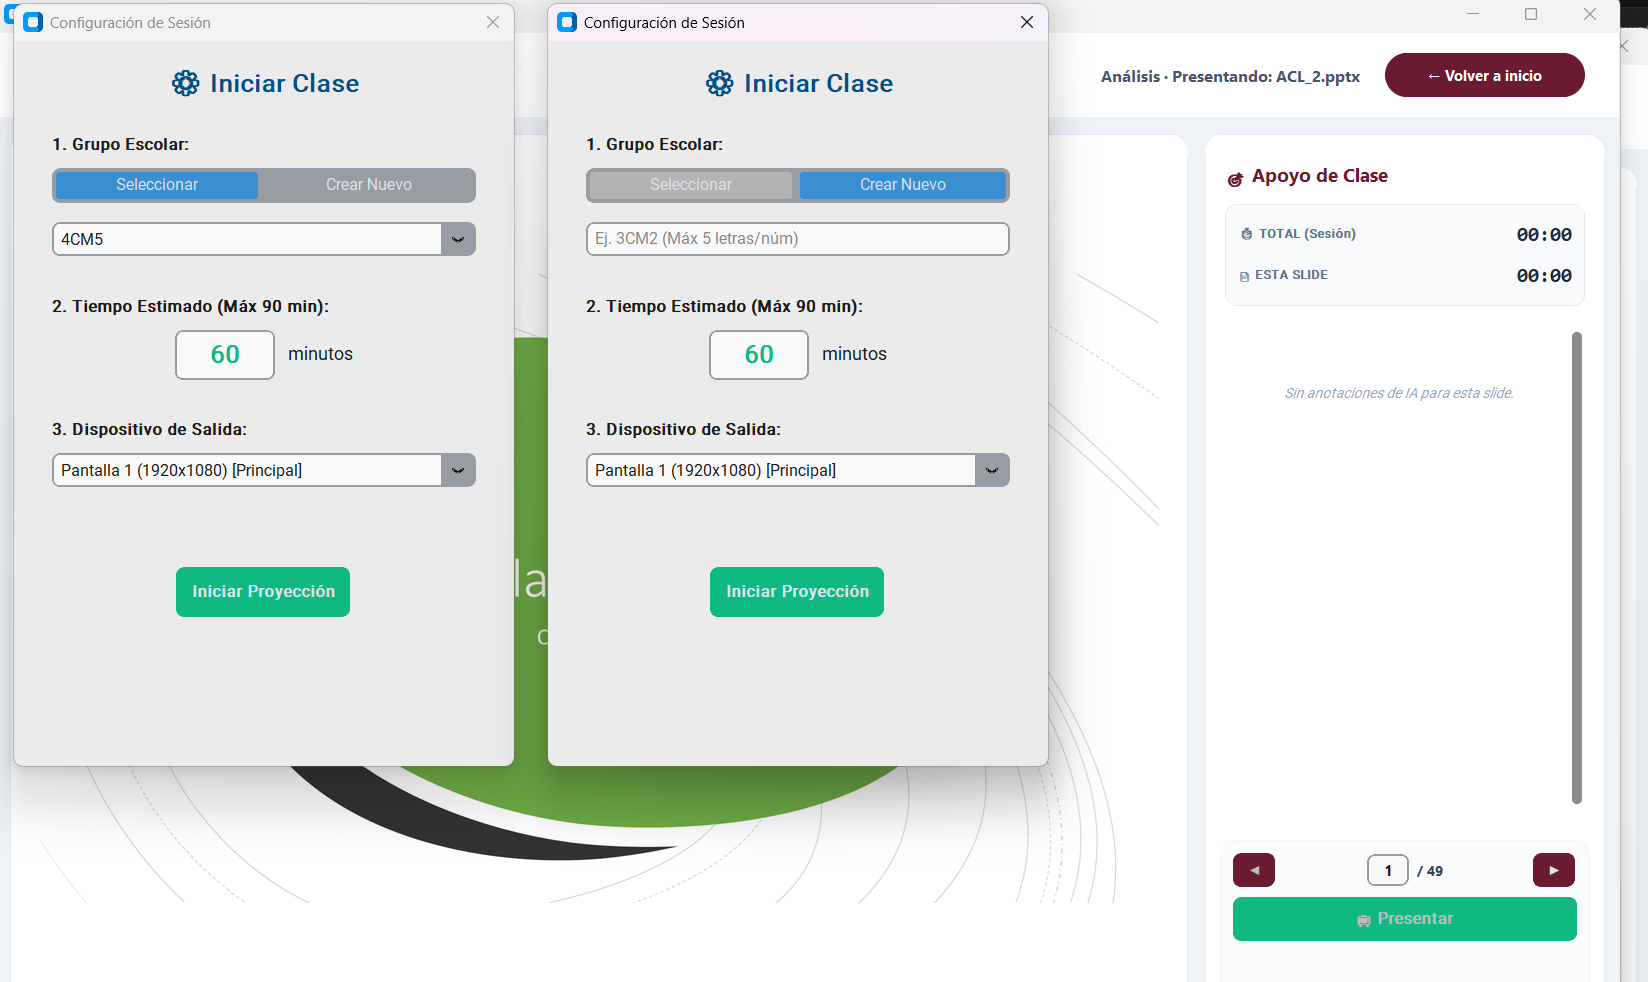 Configuración de Sesión
Iniciar Clase
1. Grupo Escolar:
Seleccionar
Crear Nuevo
4CM5
2. Tiempo Estimado (Máx 90 min):
60 minutos
3. Dispositivo de Salida:
Pantalla 1 (1920x1080) [Principal]
Iniciar Proyección
Configuración de Sesión
Iniciar Clase
1. Grupo Escolar:
Seleccionar
Crear Nuevo
Ej. 3CM2 (Máx 5 letras/núm)
2. Tiempo Estimado (Máx 90 min):
60 minutos
3. Dispositivo de Salida:
Pantalla 1 (1920x1080) [Principal]
Iniciar Proyección
la
Análisis · Presentando: ACL_2.pptx
← Volver a inicio
Apoyo de Clase
TOTAL (Sesión) 00:00
ESTA SLIDE 00:00
Sin anotaciones de IA para esta slide.
◀ 1 / 49 ▶
Presentar